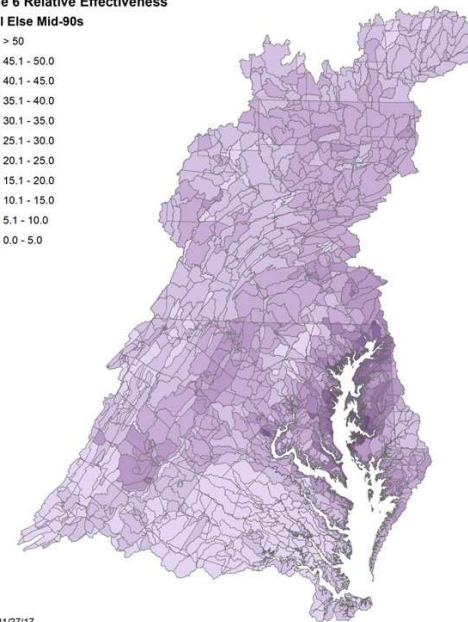 6 Relative Effectiveness
Else Mid-90s
> 50
45.1 - 50.0
40.1 - 45.0
35.1 - 40.0
30.1 - 35.0
25.1 - 30.0
20.1 - 25.0
15.1 - 20.0
10.1 - 15.0
5.1 - 10.0
0.0 - 5.0